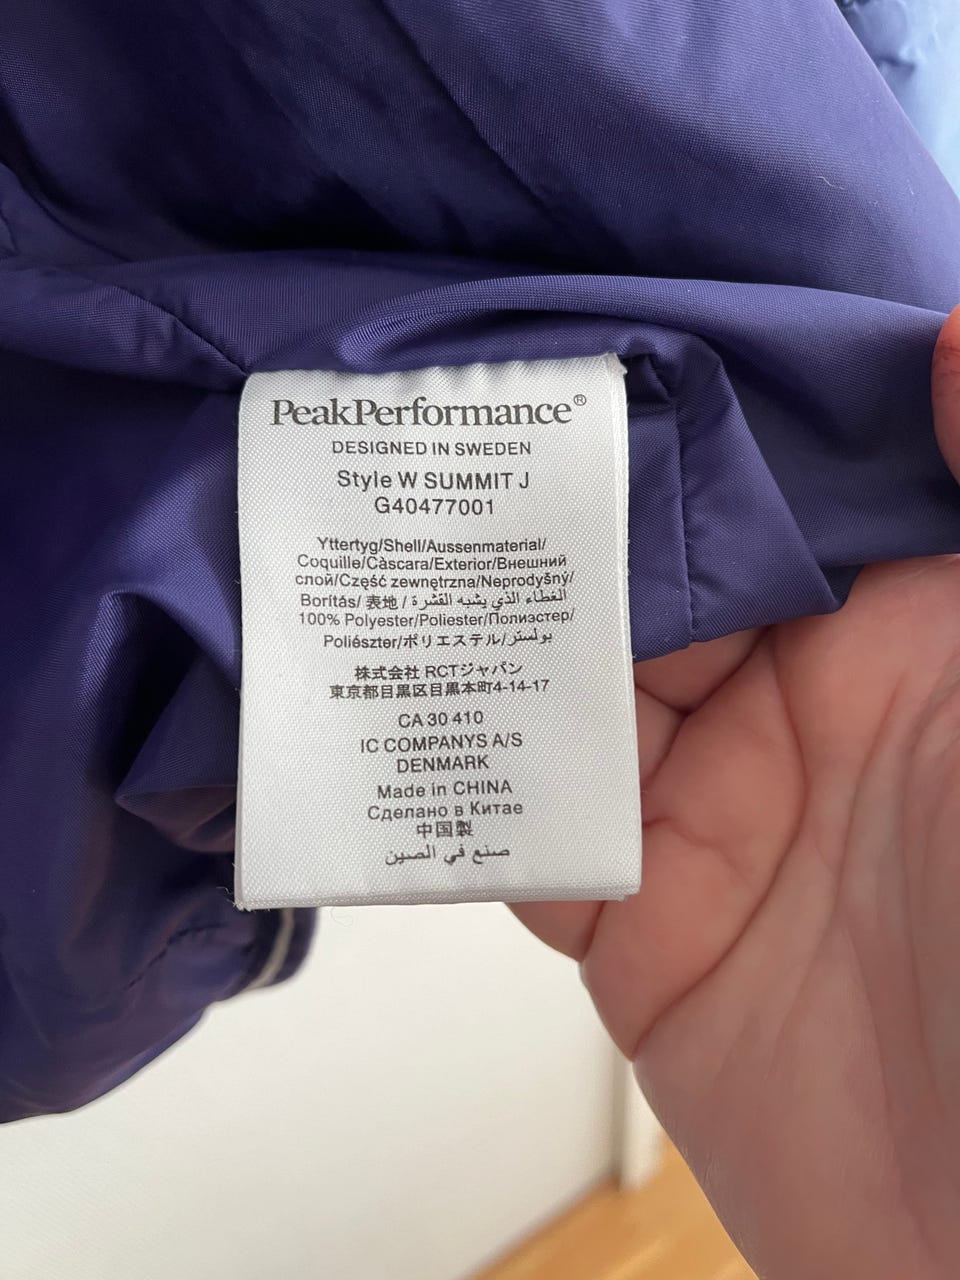 PeakPerformance®
DESIGNED IN SWEDEN
Style W SUMMIT J
G40477001
Yttertyg/Shell/Aussenmaterial/
Coquille/Càscara/Exterior/Внешний
слой/Część zewnętrzna/Neprodyšný/
Borítás/ 表地 / الغطاء الذي يشبه القشرة/
100% Polyester/Poliester/Полиэстер/
Poliészter/ポリエステル/بولستر
株式会社 RCTジャパン
東京都目黒区目黒本町4-14-17
CA 30 410
IC COMPANYS A/S
DENMARK
Made in CHINA
Сделано в Китае
中国製
صنع في الصين